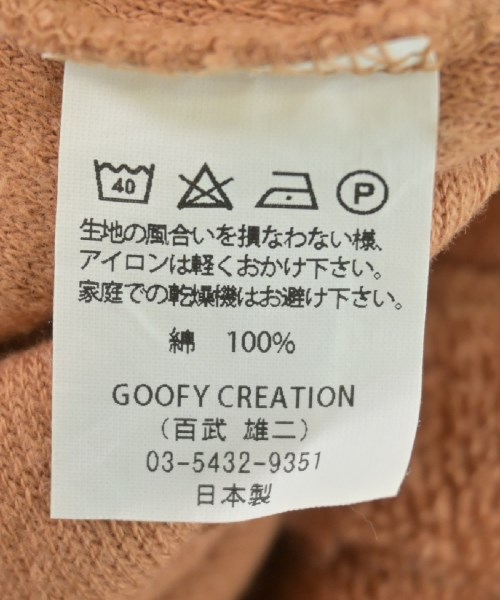 40 P
生地の風合いを損なわない様、
アイロンは軽くおかけ下さい。
家庭での乾燥機はお避け下さい。
綿 100%
GOOFY CREATION
（百武 雄二）
03-5432-9351
日本製